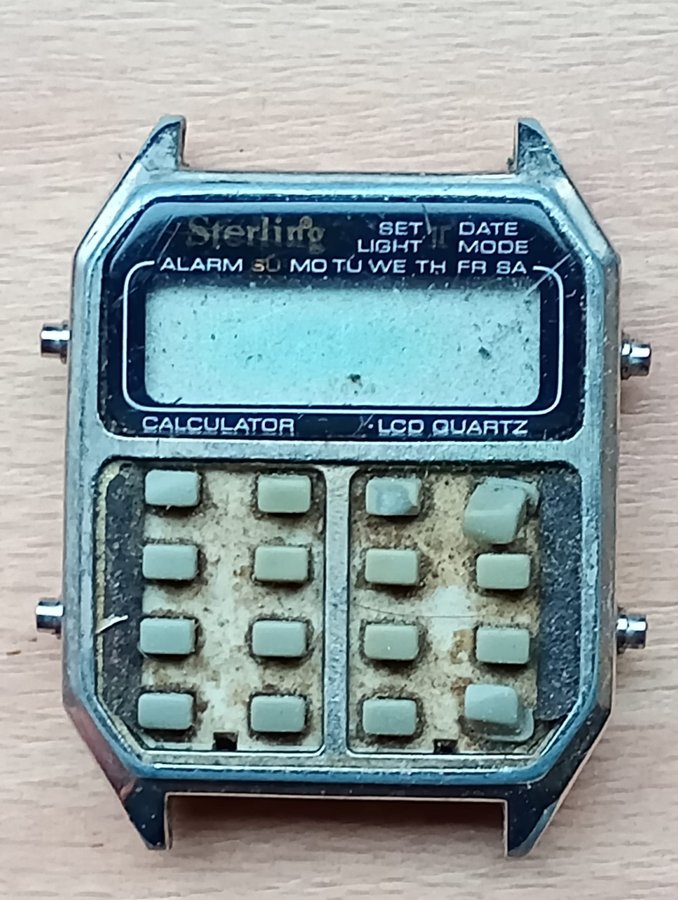 Sterling SET DATE
LIGHT MODE
ALARM SU MO TU WE TH FR SA
CALCULATOR LCD QUARTZ